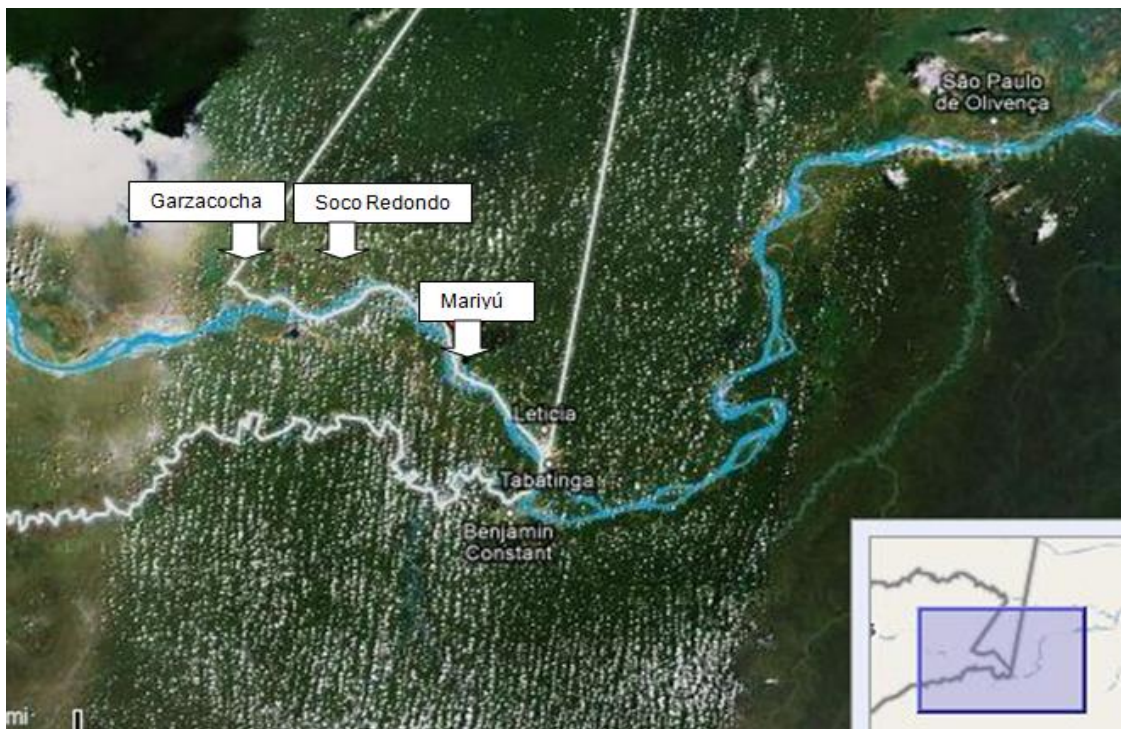 São Paulo
de Olivença
Garzacocha
Soco Redondo
Mariyú
Leticia
Tabatinga
Benjamin
Constant
mi